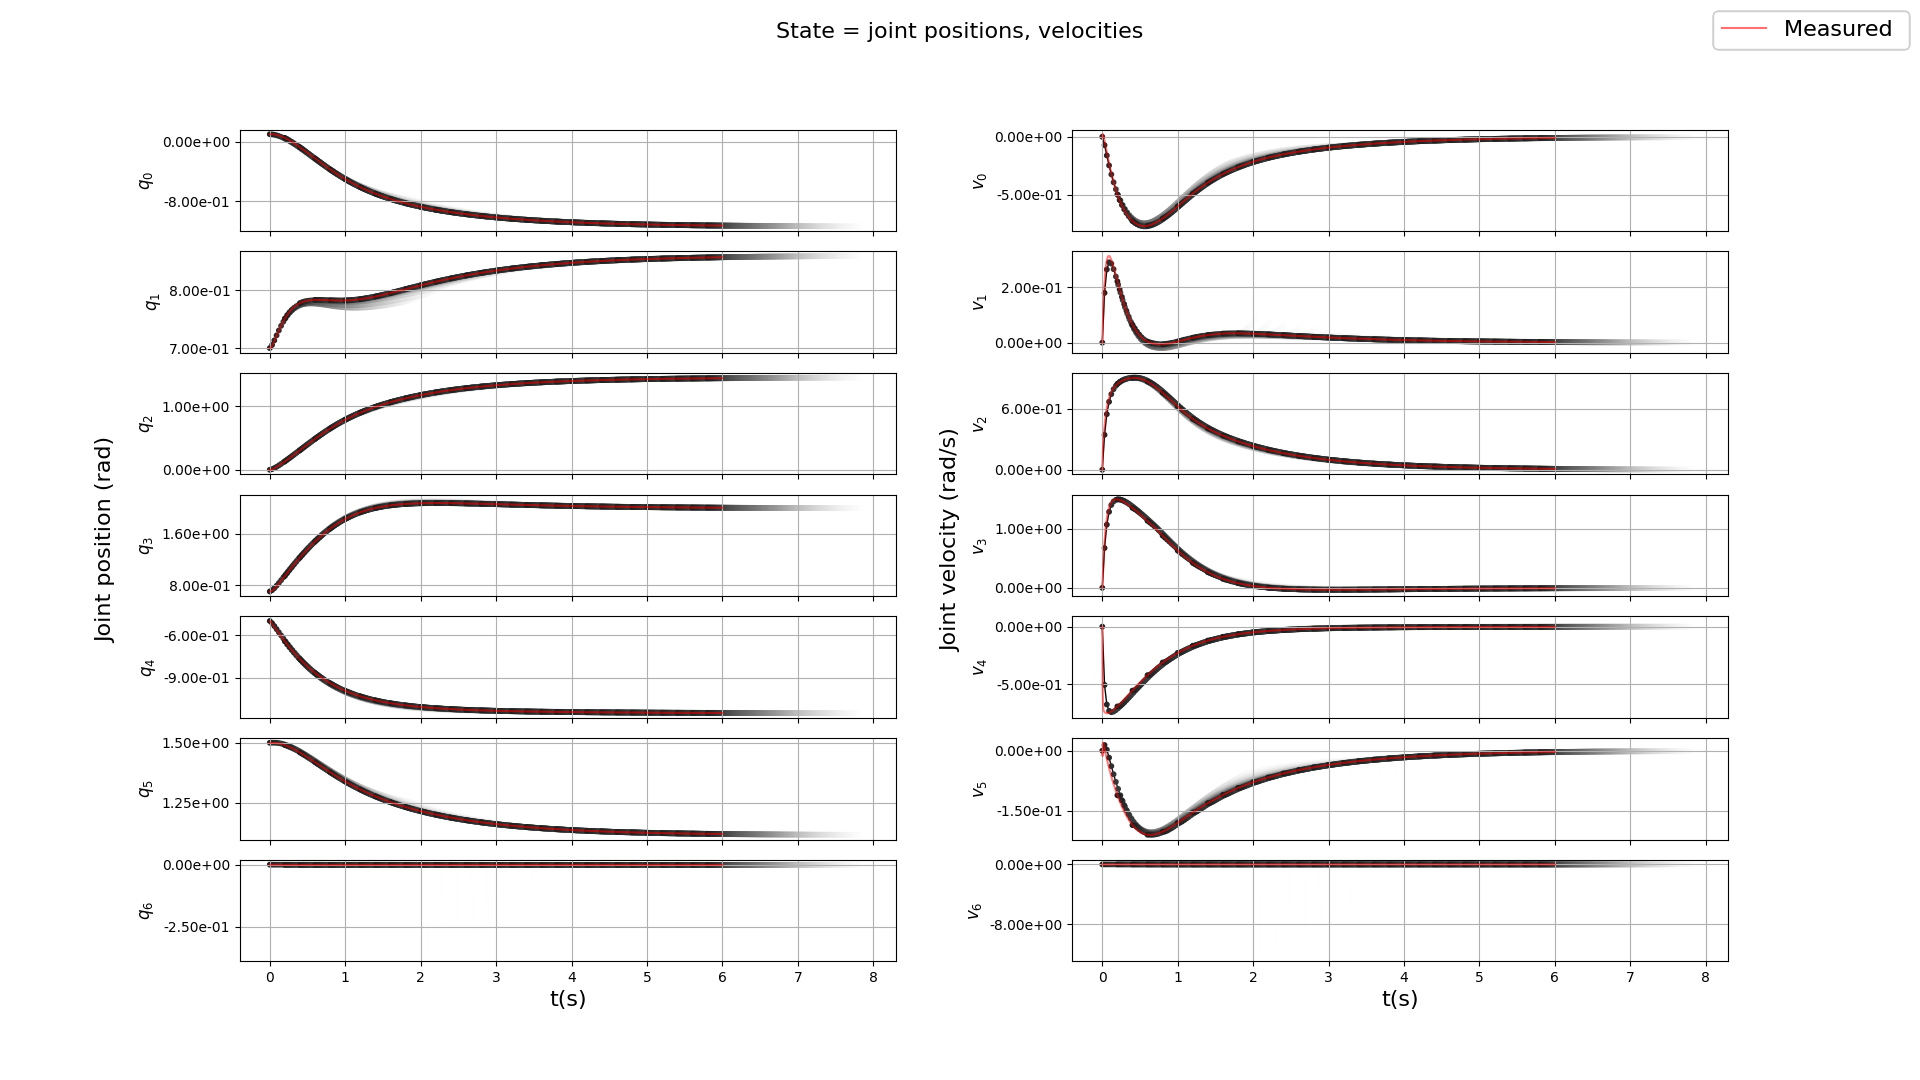 State = joint positions, velocities
Measured
Joint position (rad)
q0
0.00e+00
-8.00e-01
q1
8.00e-01
7.00e-01
q2
1.00e+00
0.00e+00
q3
1.60e+00
8.00e-01
q4
-6.00e-01
-9.00e-01
q5
1.50e+00
1.25e+00
q6
0.00e+00
-2.50e-01
0 1 2 3 4 5 6 7 8
t(s)
Joint velocity (rad/s)
v0
0.00e+00
-5.00e-01
v1
2.00e-01
0.00e+00
v2
6.00e-01
0.00e+00
v3
1.00e+00
0.00e+00
v4
0.00e+00
-5.00e-01
v5
0.00e+00
-1.50e-01
v6
0.00e+00
-8.00e+00
0 1 2 3 4 5 6 7 8
t(s)